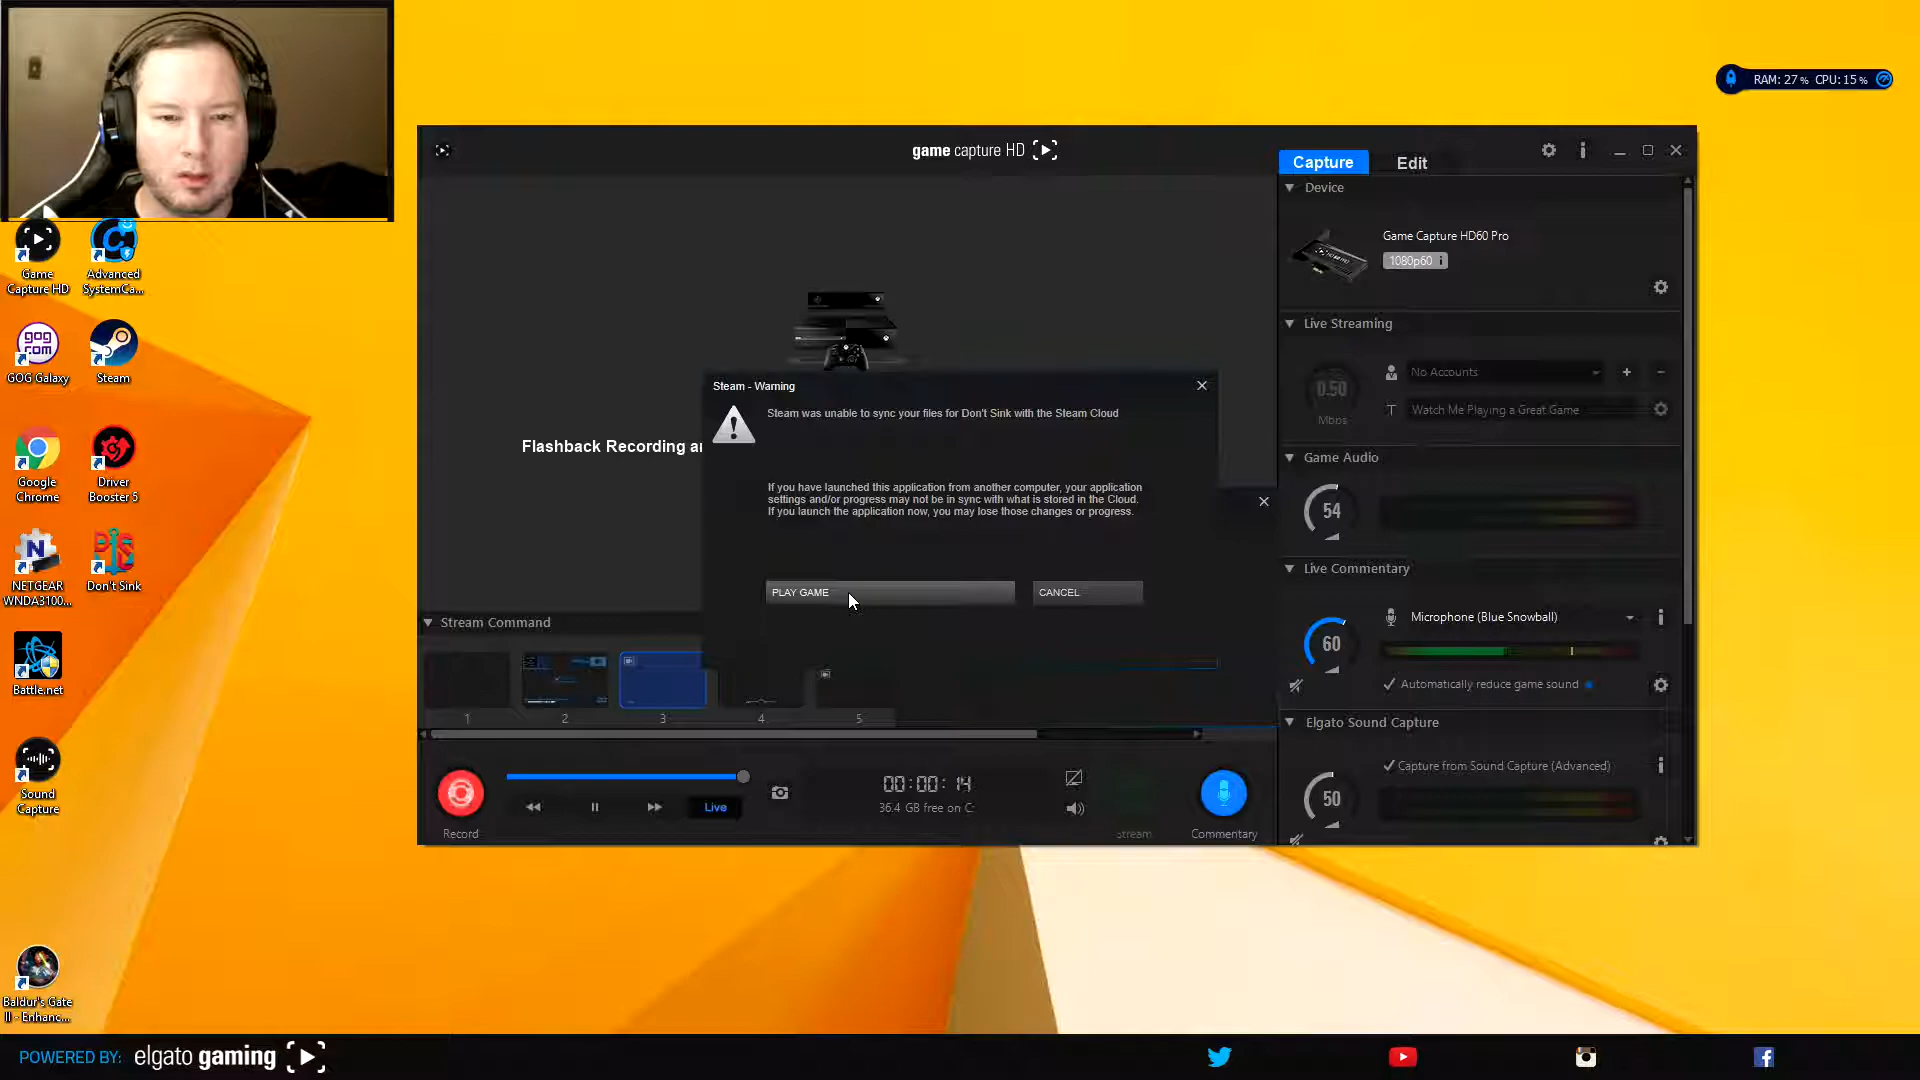 RAM: 27% CPU: 15%
game capture HD
Capture
Edit
Device
Game Capture HD60 Pro
1080p60 i
Live Streaming
0.50
Mbps
No Accounts
Watch Me Playing a Great Game
Game Audio
54
Live Commentary
60
Microphone (Blue Snowball)
Automatically reduce game sound
Elgato Sound Capture
50
Capture from Sound Capture (Advanced)
Flashback Recording
Steam - Warning
Steam was unable to sync your files for Don't Sink with the Steam Cloud
If you have launched this application from another computer, your application
settings and/or progress may not be in sync with what is stored in the Cloud.
If you launch the application now, you may lose those changes or progress.
PLAY GAME
CANCEL
Stream Command
1
2
3
4
5
Live
00:00:14
36.4 GB free on C:
Record
Stream
Commentary
Game
Capture HD
Advanced
SystemCa...
gog
com
GOG Galaxy
Steam
Google
Chrome
Driver
Booster 5
N
NETGEAR
WNDA3100...
Don't Sink
Battle.net
Sound
Capture
Baldur's Gate
II - Enhanc...
POWERED BY: elgato gaming